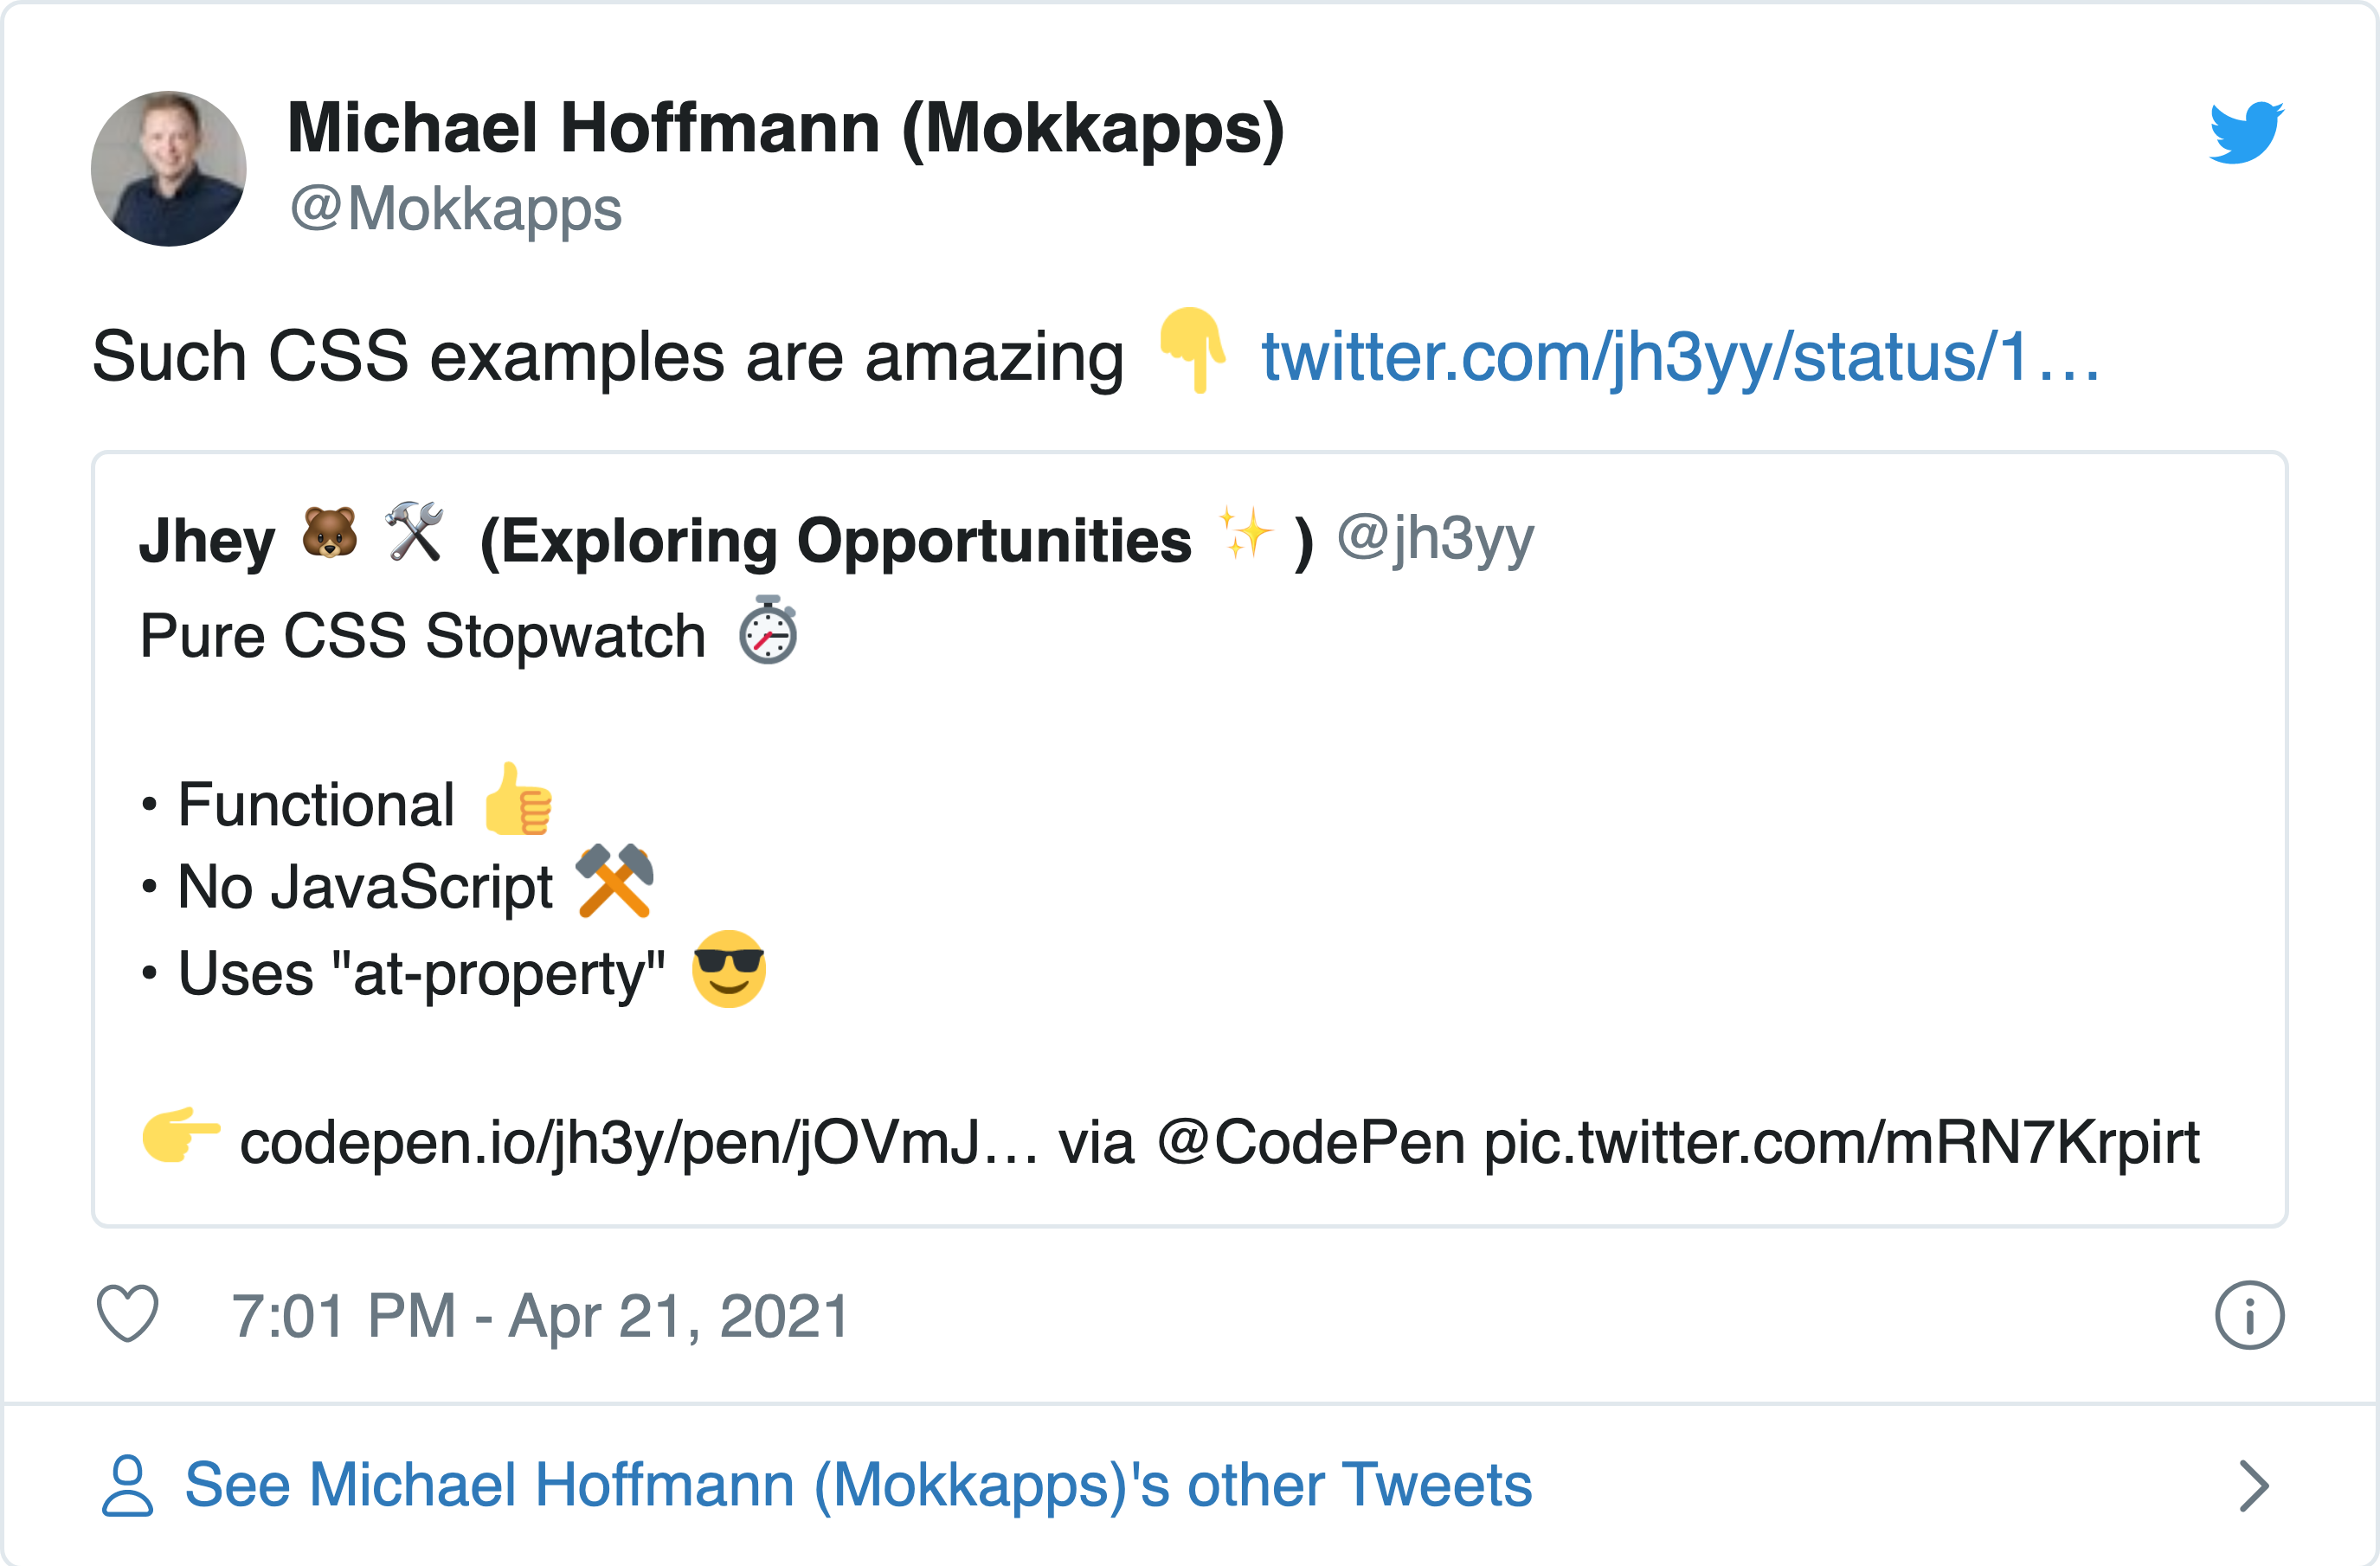 Michael Hoffmann (Mokkapps)
@Mokkapps
Such CSS examples are amazing 👇 twitter.com/jh3yy/status/1…
Jhey 🐻 🛠 (Exploring Opportunities ✨ ) @jh3yy
Pure CSS Stopwatch ⏱
• Functional 👍
• No JavaScript ⚒
• Uses "at-property" 😎
👉 codepen.io/jh3y/pen/jOVmJ… via @CodePen pic.twitter.com/mRN7Krpirt
7:01 PM - Apr 21, 2021
See Michael Hoffmann (Mokkapps)'s other Tweets